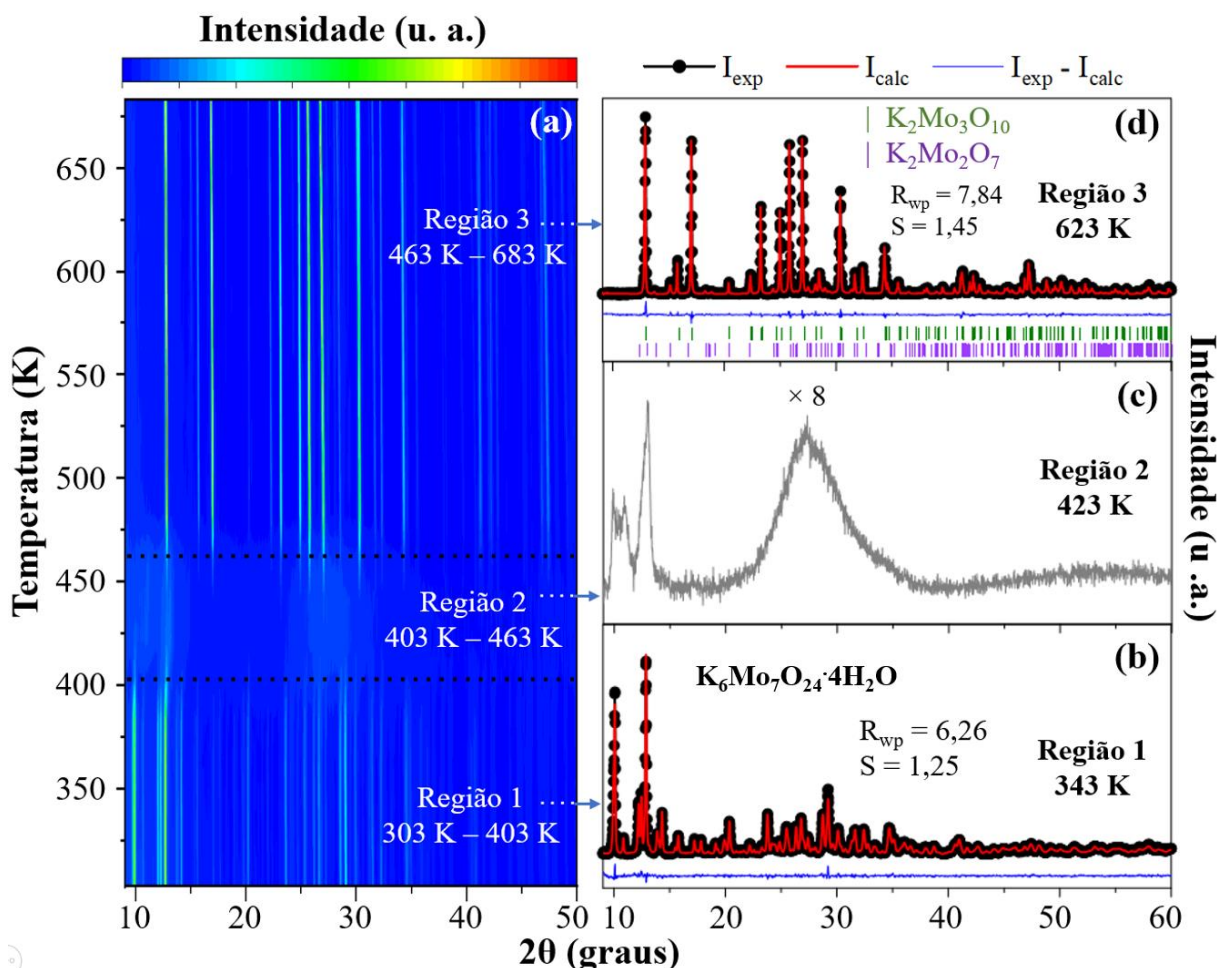 Intensidade (u. a.)
I_exp I_calc I_exp - I_calc
(a)
Temperatura (K)
650
600
550
500
450
400
350
Região 3
463 K – 683 K
Região 2
403 K – 463 K
Região 1
303 K – 403 K
10 20 30 40 50
(d)
| K₂Mo₃O₁₀
| K₂Mo₂O₇
R_wp = 7,84
S = 1,45
Região 3
623 K
(c)
× 8
Região 2
423 K
(b)
K₆Mo₇O₂₄·4H₂O
R_wp = 6,26
S = 1,25
Região 1
343 K
10 20 30 40 50 60
Intensidade (u .a.)
2θ (graus)